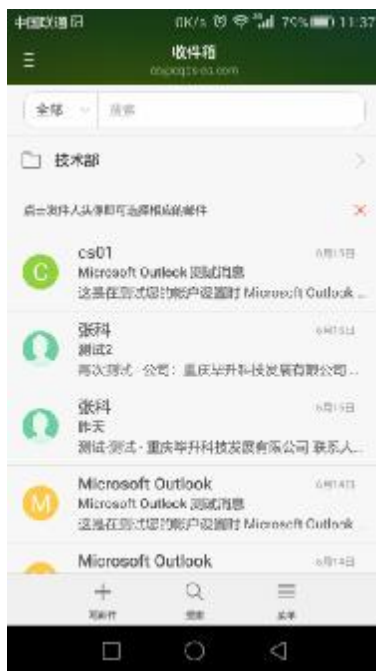 中国联通 0K/s 79% 11:37
收件箱
全部 搜索
技术部
点击发件人头像即可选择相应的邮件
cs01 6月15日
C
Microsoft Outlook 测试消息
这是在测试您的帐户设置时 Microsoft Outlook ...
张科 6月15日
测试2
再次测试 公司：重庆毕升科技发展有限公司...
张科 6月15日
昨天
测试-测试 - 重庆毕升科技发展有限公司 联系人...
Microsoft Outlook 6月14日
M
Microsoft Outlook 测试消息
这是在测试您的帐户设置时 Microsoft Outlook ...
Microsoft Outlook 6月14日
写邮件 搜索 菜单